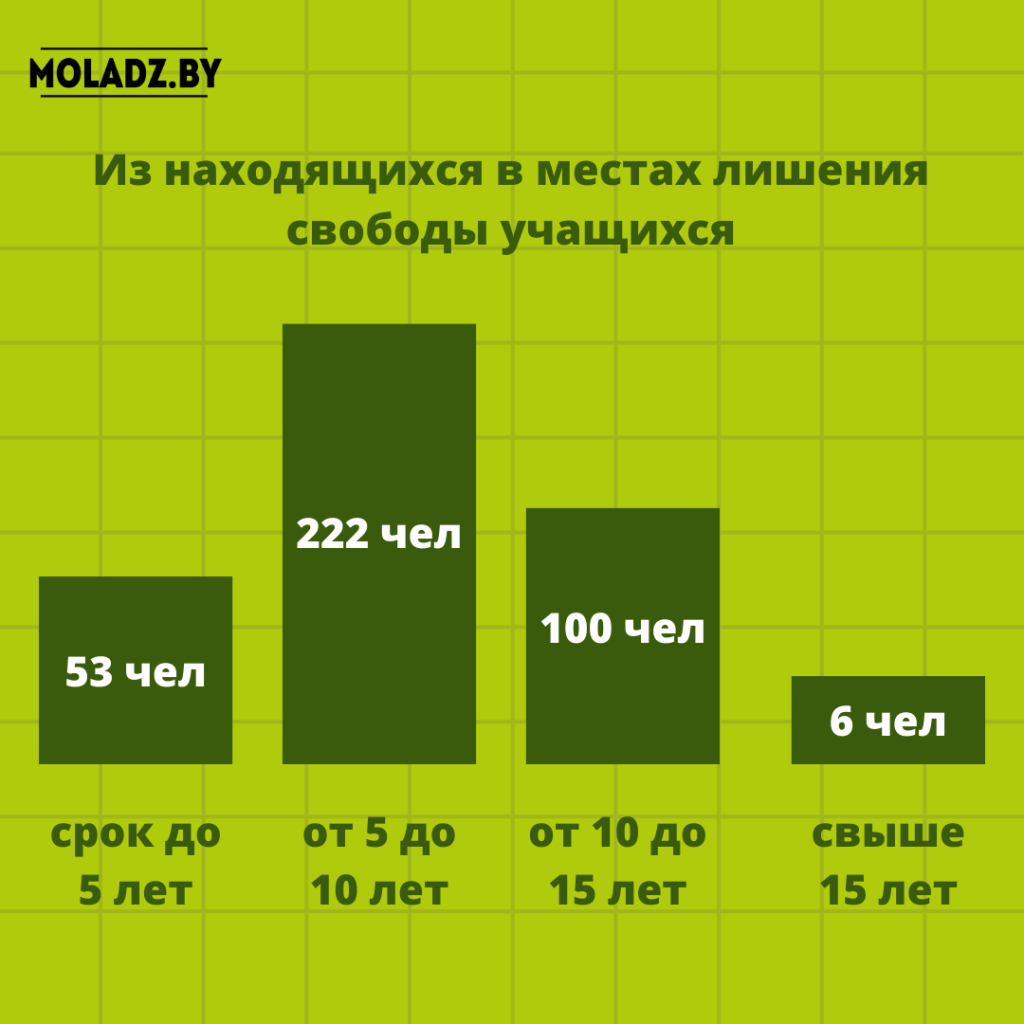 MOLADZ.BY
Из находящихся в местах лишения
свободы учащихся
53 чел
222 чел
100 чел
6 чел
срок до
5 лет
от 5 до
10 лет
от 10 до
15 лет
свыше
15 лет